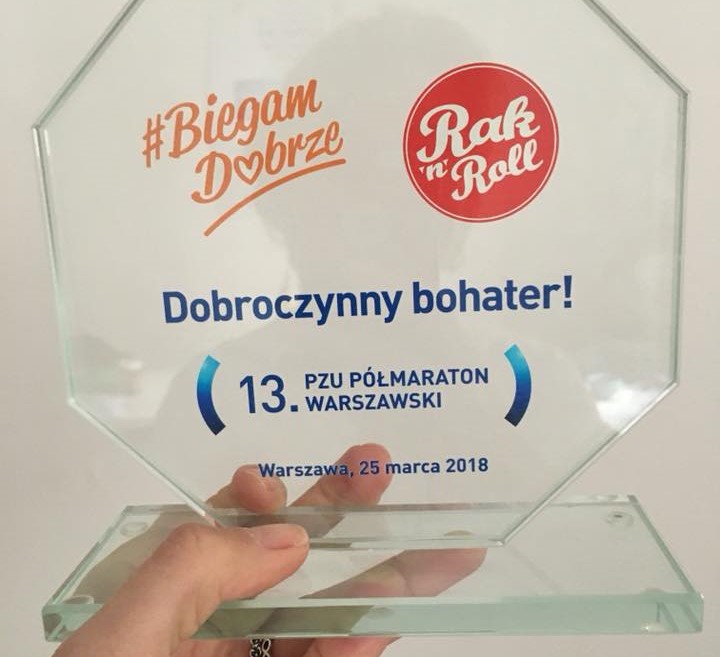 #Biegam
Dobrze
Rak
'n'Roll
Dobroczynny bohater!
13. PZU PÓŁMARATON
WARSZAWSKI
Warszawa, 25 marca 2018